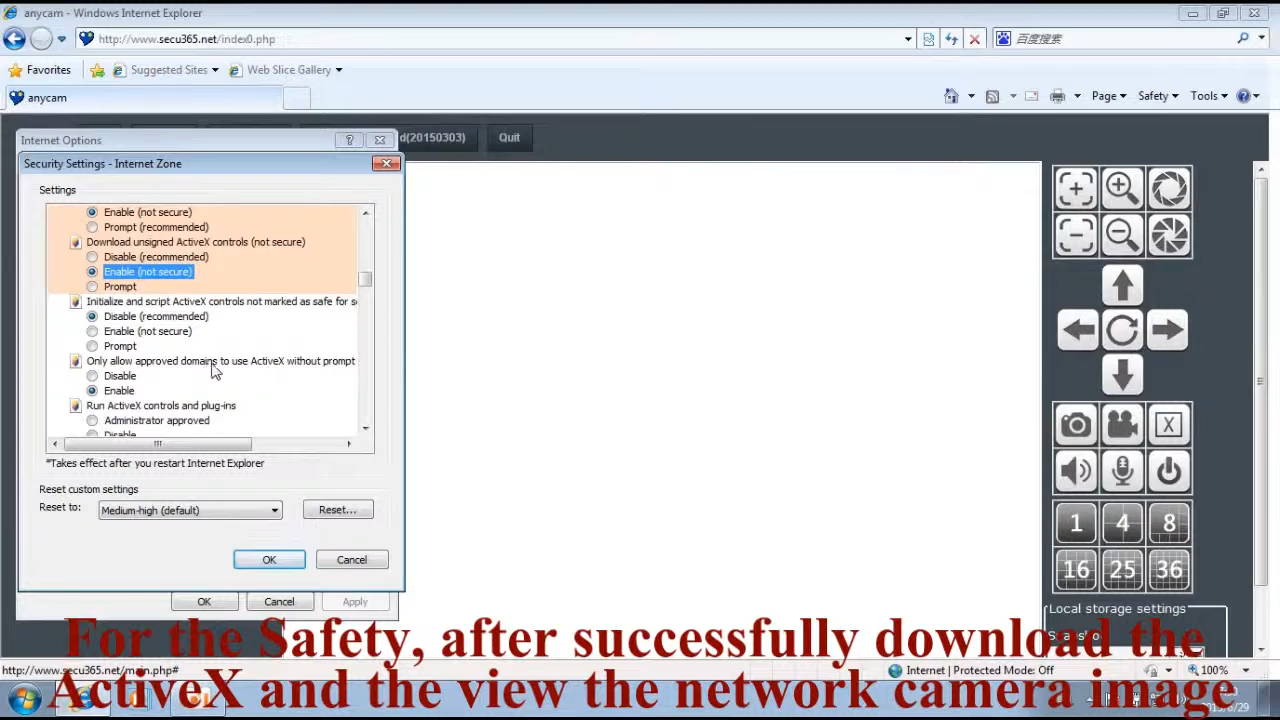 anycam - Windows Internet Explorer
http://www.secu365.net/index0.php
百度搜索
Favorites
Suggested Sites
Web Slice Gallery
anycam
Page
Safety
Tools
Internet Options
d(20150303)
Quit
Security Settings - Internet Zone
Settings
Enable (not secure)
Prompt (recommended)
Download unsigned ActiveX controls (not secure)
Disable (recommended)
Enable (not secure)
Prompt
Initialize and script ActiveX controls not marked as safe for s
Disable (recommended)
Enable (not secure)
Prompt
Only allow approved domains to use ActiveX without prompt
Disable
Enable
Run ActiveX controls and plug-ins
Administrator approved
Disable
*Takes effect after you restart Internet Explorer
Reset custom settings
Reset to:
Medium-high (default)
Reset...
OK
Cancel
OK
Cancel
Apply
X
1
4
8
16
25
36
Local storage settings
For the Safety, after successfully download the
ActiveX and the view the network camera image
http://www.secu365.net/main.php#
Internet | Protected Mode: Off
100%